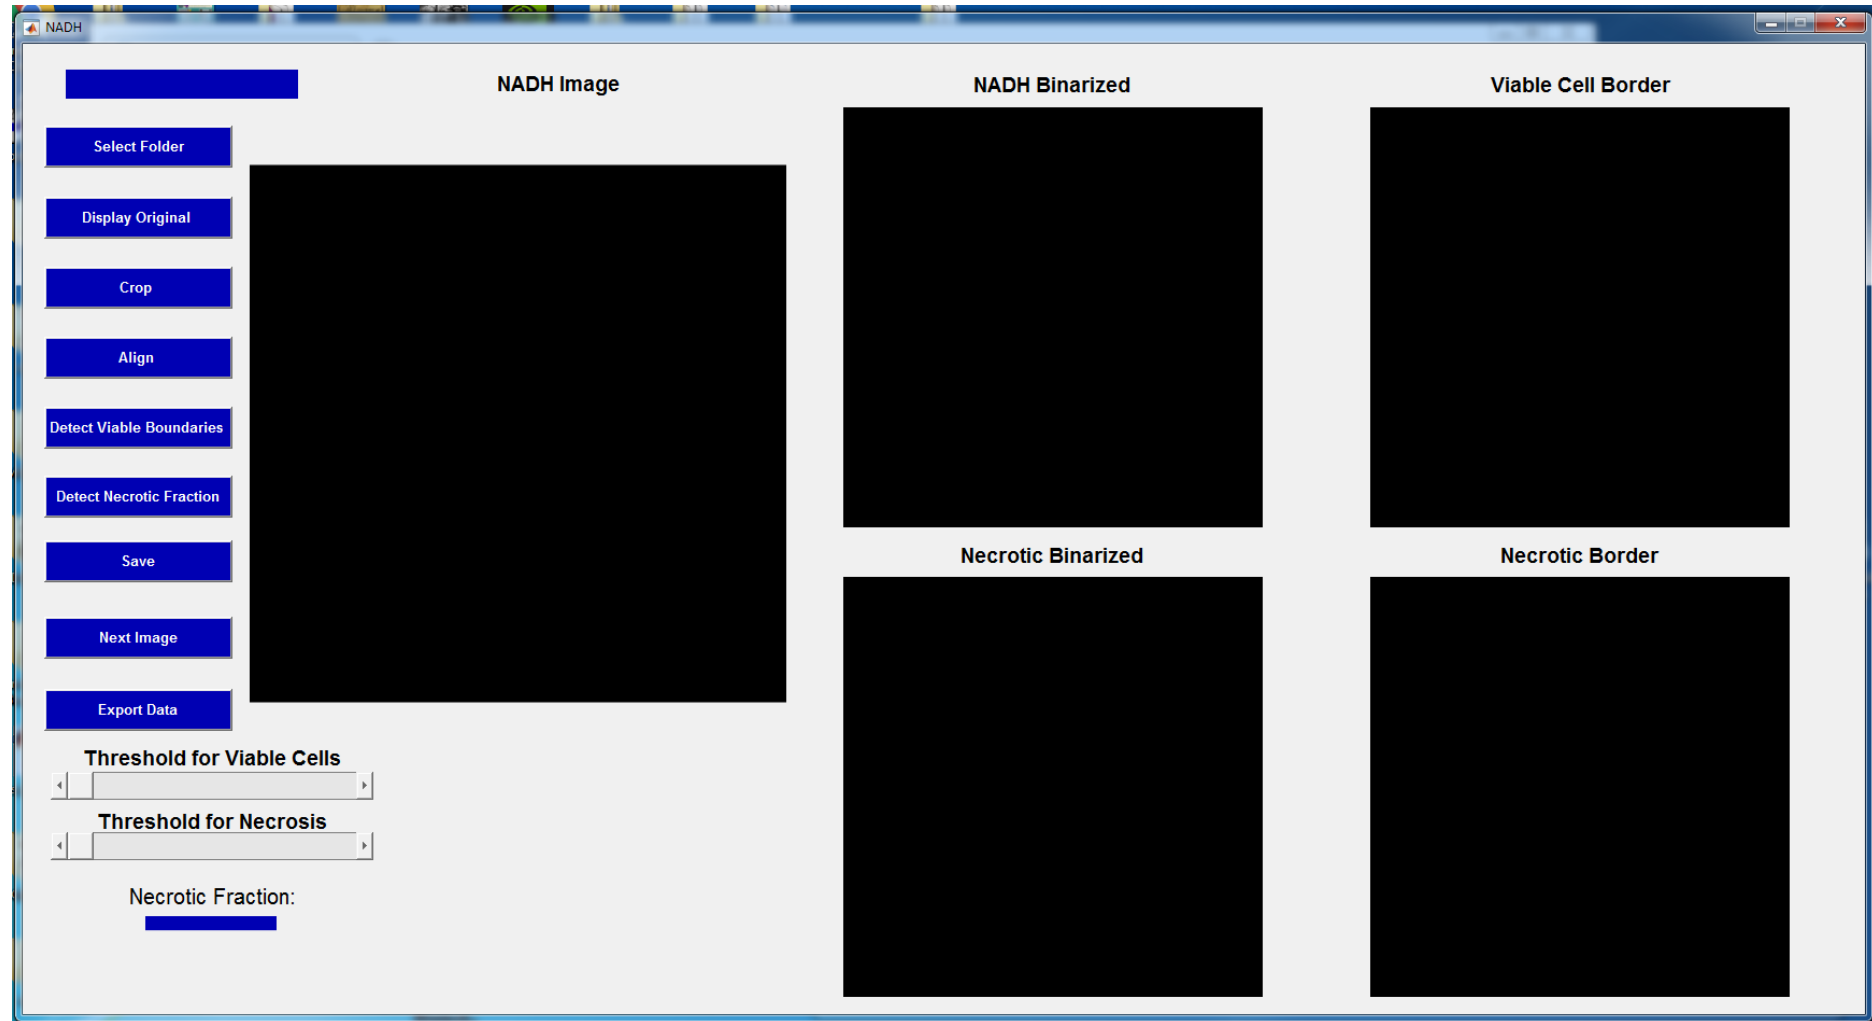 NADH
NADH Image
NADH Binarized
Viable Cell Border
Select Folder
Display Original
Crop
Align
Detect Viable Boundaries
Detect Necrotic Fraction
Save
Next Image
Export Data
Necrotic Binarized
Necrotic Border
Threshold for Viable Cells
Threshold for Necrosis
Necrotic Fraction: